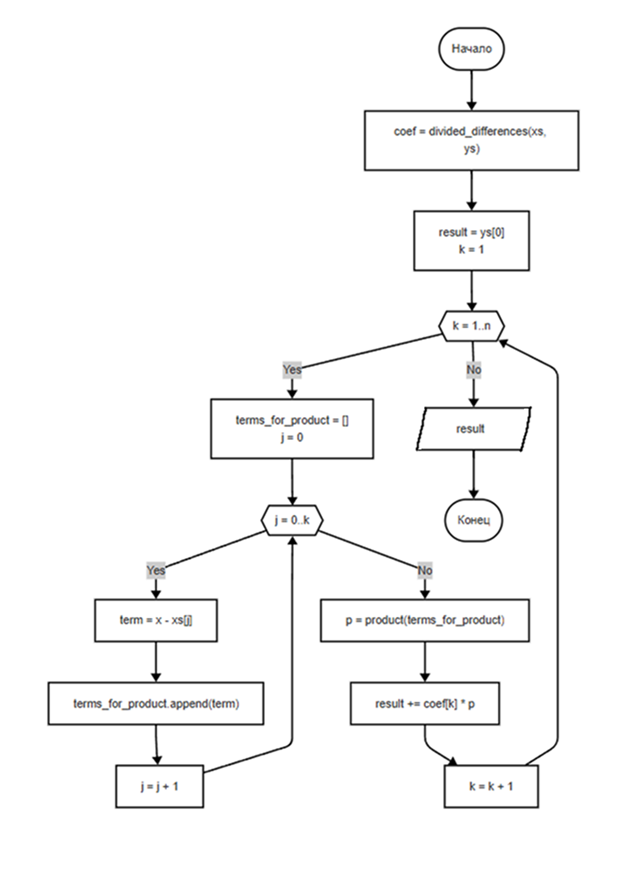 Начало
coef = divided_differences(xs,
ys)
result = ys[0]
k = 1
k = 1..n
Yes
No
terms_for_product = []
j = 0
result
j = 0..k
Конец
Yes
No
term = x - xs[j]
p = product(terms_for_product)
terms_for_product.append(term)
result += coef[k] * p
j = j + 1
k = k + 1